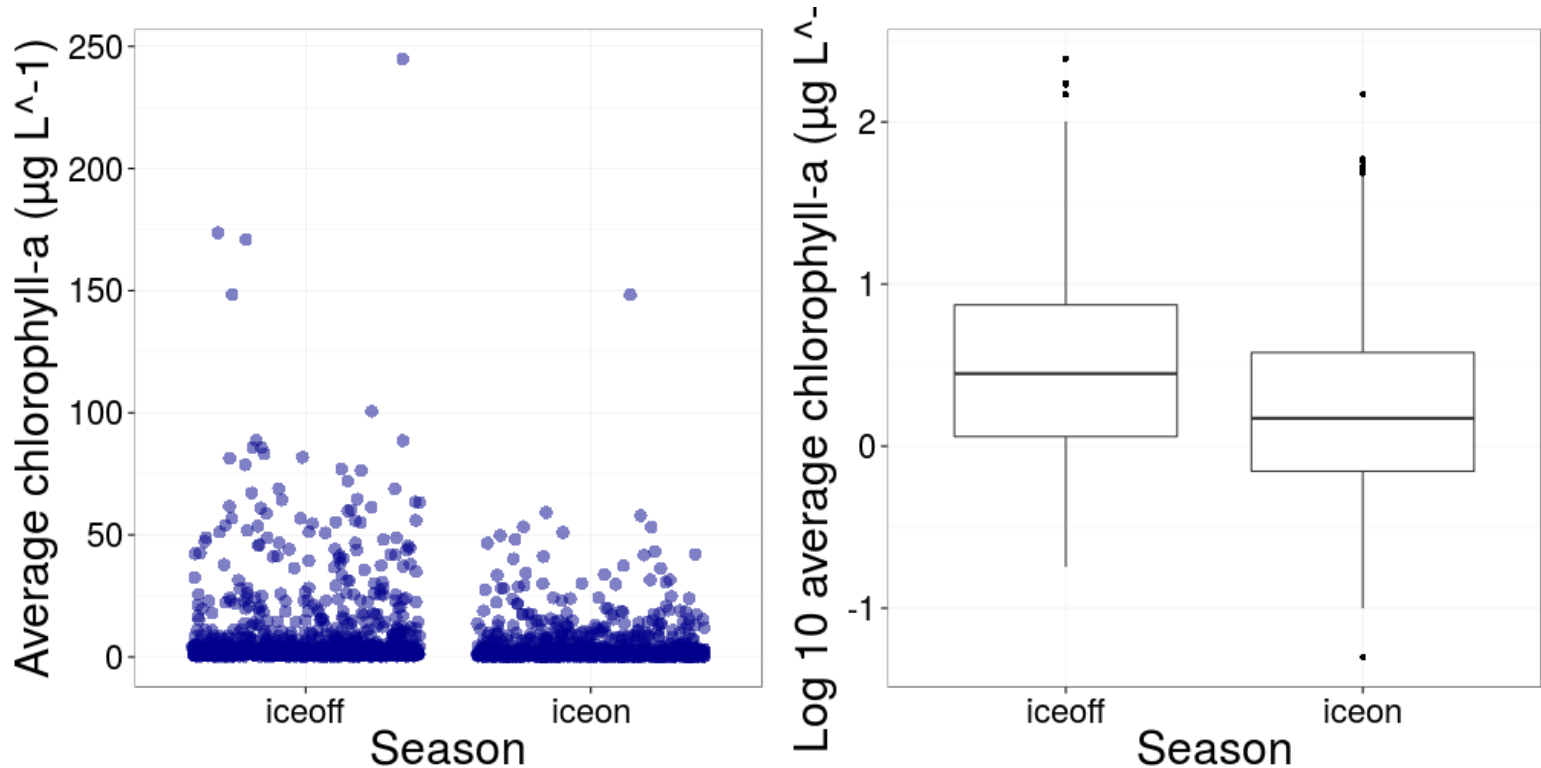 Average chlorophyll-a (µg L^-1)
250
200
150
100
50
0
iceoff iceon
Season
Log 10 average chlorophyll-a (µg L^-
2
1
0
-1
iceoff iceon
Season